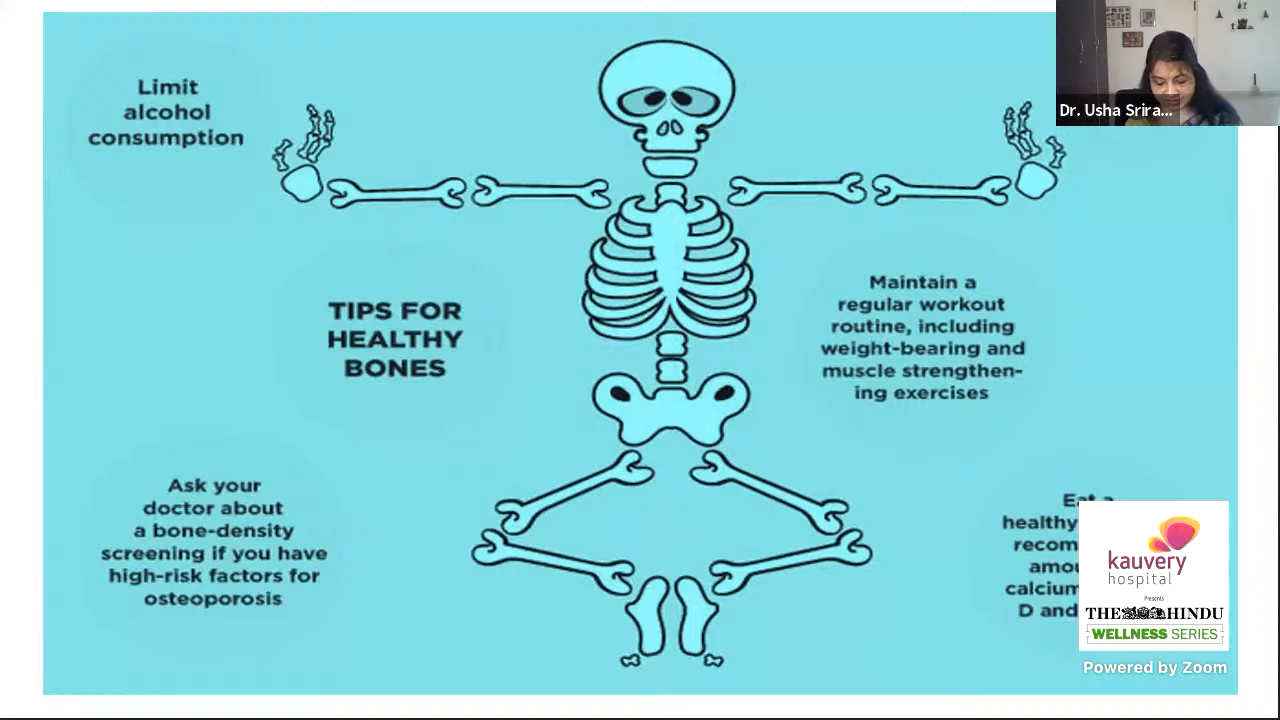 Limit
alcohol
consumption
Dr. Usha Srira...
TIPS FOR
HEALTHY
BONES
Maintain a
regular workout
routine, including
weight-bearing and
muscle strengthen-
ing exercises
Ask your
doctor about
a bone-density
screening if you have
high-risk factors for
osteoporosis
Eat a
healthy
recom
amou
calcium
D and
kauvery
hospital
Presents
THE HINDU
WELLNESS SERIES
Powered by Zoom